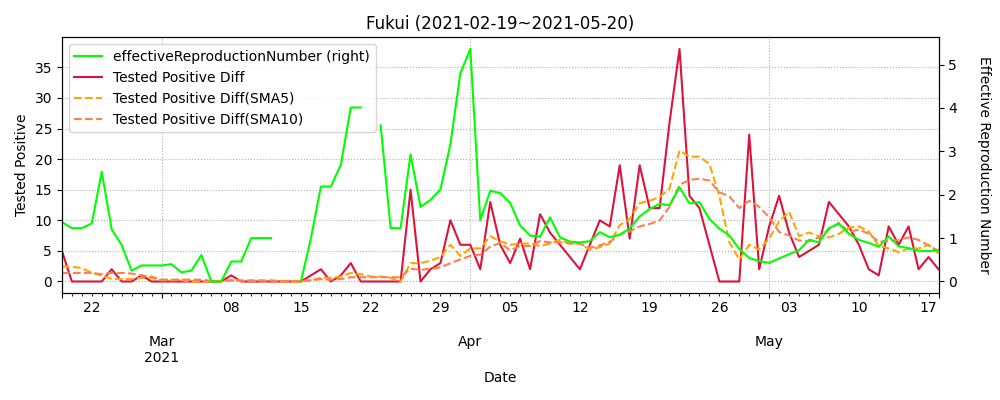 Fukui (2021-02-19~2021-05-20)
effectiveReproductionNumber (right)
Tested Positive Diff
Tested Positive Diff(SMA5)
Tested Positive Diff(SMA10)
Tested Positive
35
30
25
20
15
10
5
0
Effective Reproduction Number
5
4
3
2
1
0
22 08 15 22 29 05 12 19 26 03 10 17
Mar Apr May
2021
Date